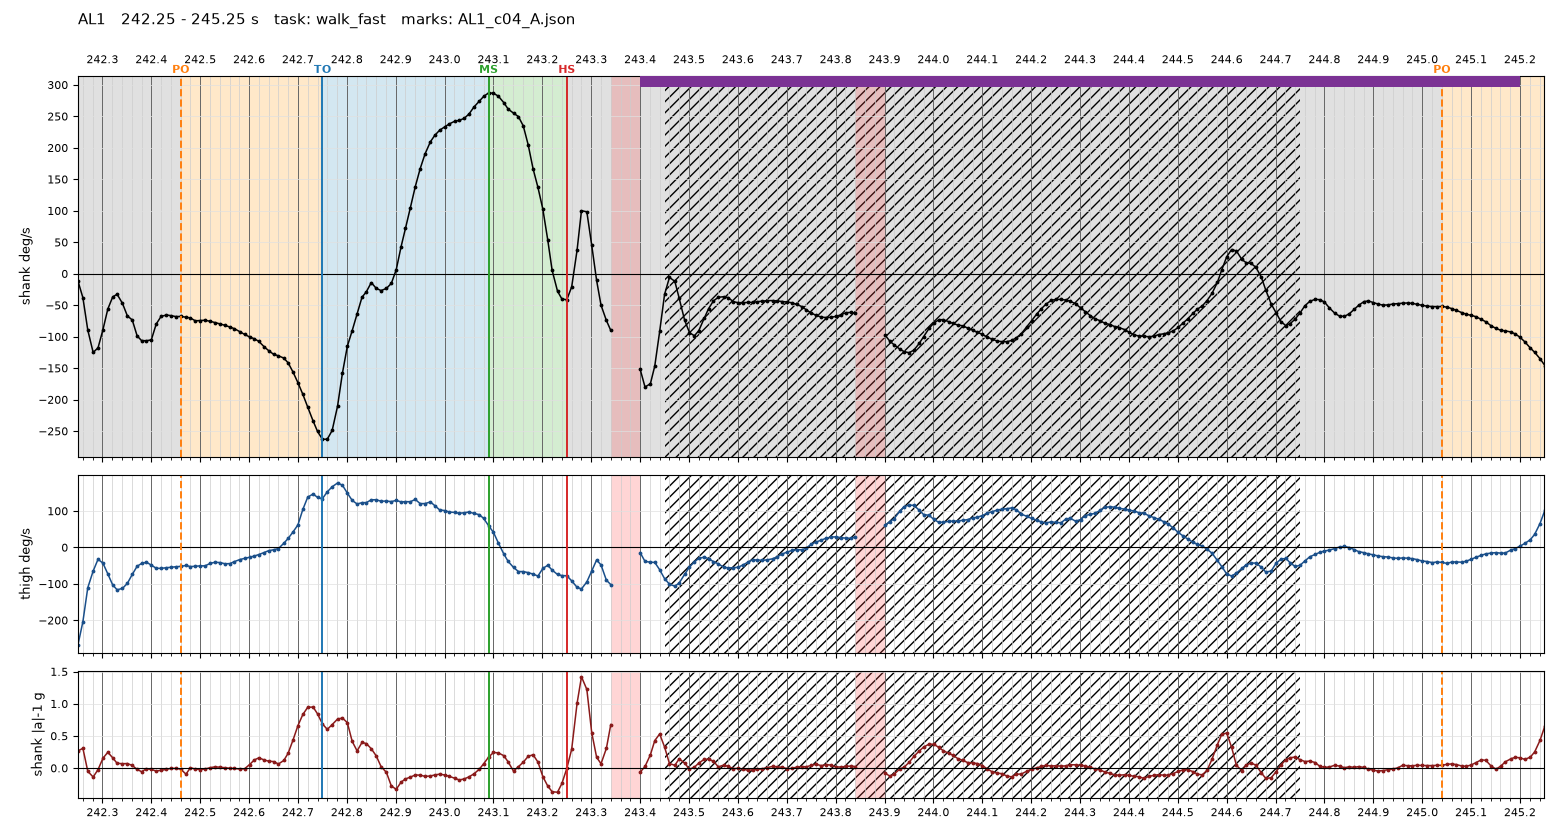 AL1   242.25 - 245.25 s   task: walk_fast   marks: AL1_c04_A.json
242.3 242.4 242.5 242.6 242.7 242.8 242.9 243.0 243.1 243.2 243.3 243.4 243.5 243.6 243.7 243.8 243.9 244.0 244.1 244.2 244.3 244.4 244.5 244.6 244.7 244.8 244.9 245.0 245.1 245.2
PO TO MS HS PO
300
250
200
150
100
50
0
−50
−100
−150
−200
−250
shank deg/s
100
0
−100
−200
thigh deg/s
1.5
1.0
0.5
0.0
shank |a|-1 g
242.3 242.4 242.5 242.6 242.7 242.8 242.9 243.0 243.1 243.2 243.3 243.4 243.5 243.6 243.7 243.8 243.9 244.0 244.1 244.2 244.3 244.4 244.5 244.6 244.7 244.8 244.9 245.0 245.1 245.2